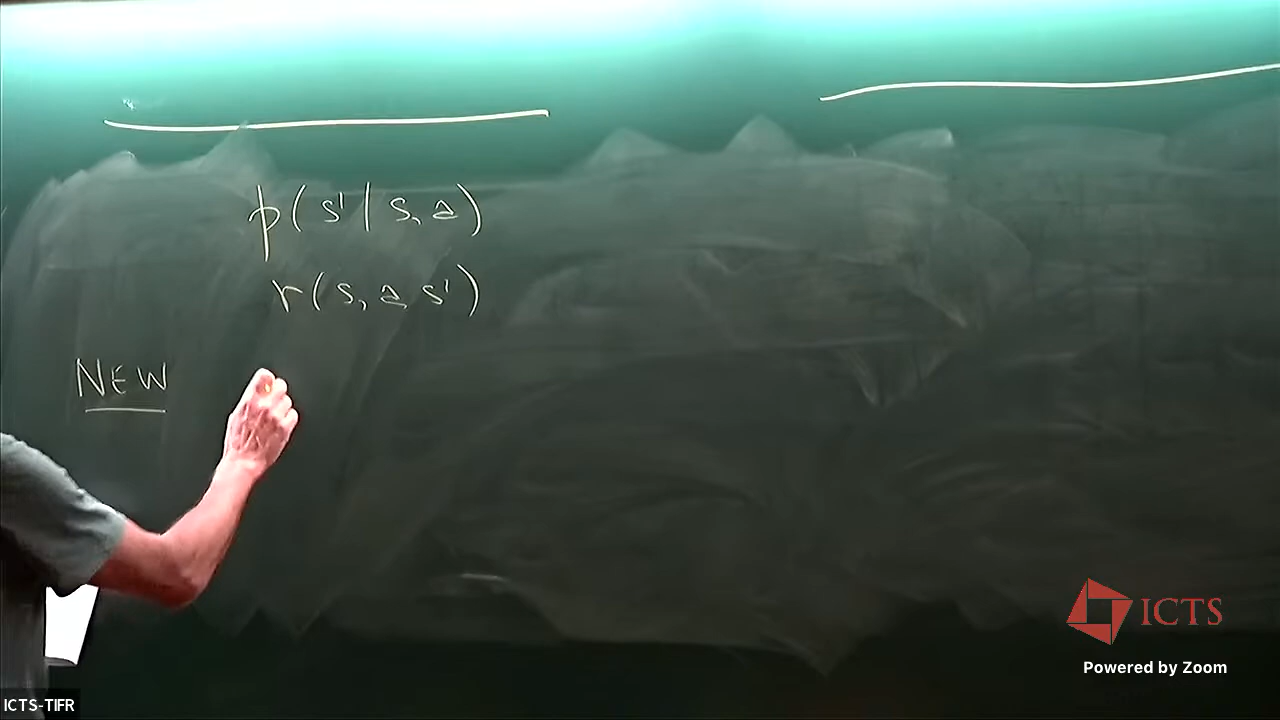 p(s'|s,a)
r(s,a,s')
NEW
ICTS
Powered by Zoom
ICTS-TIFR